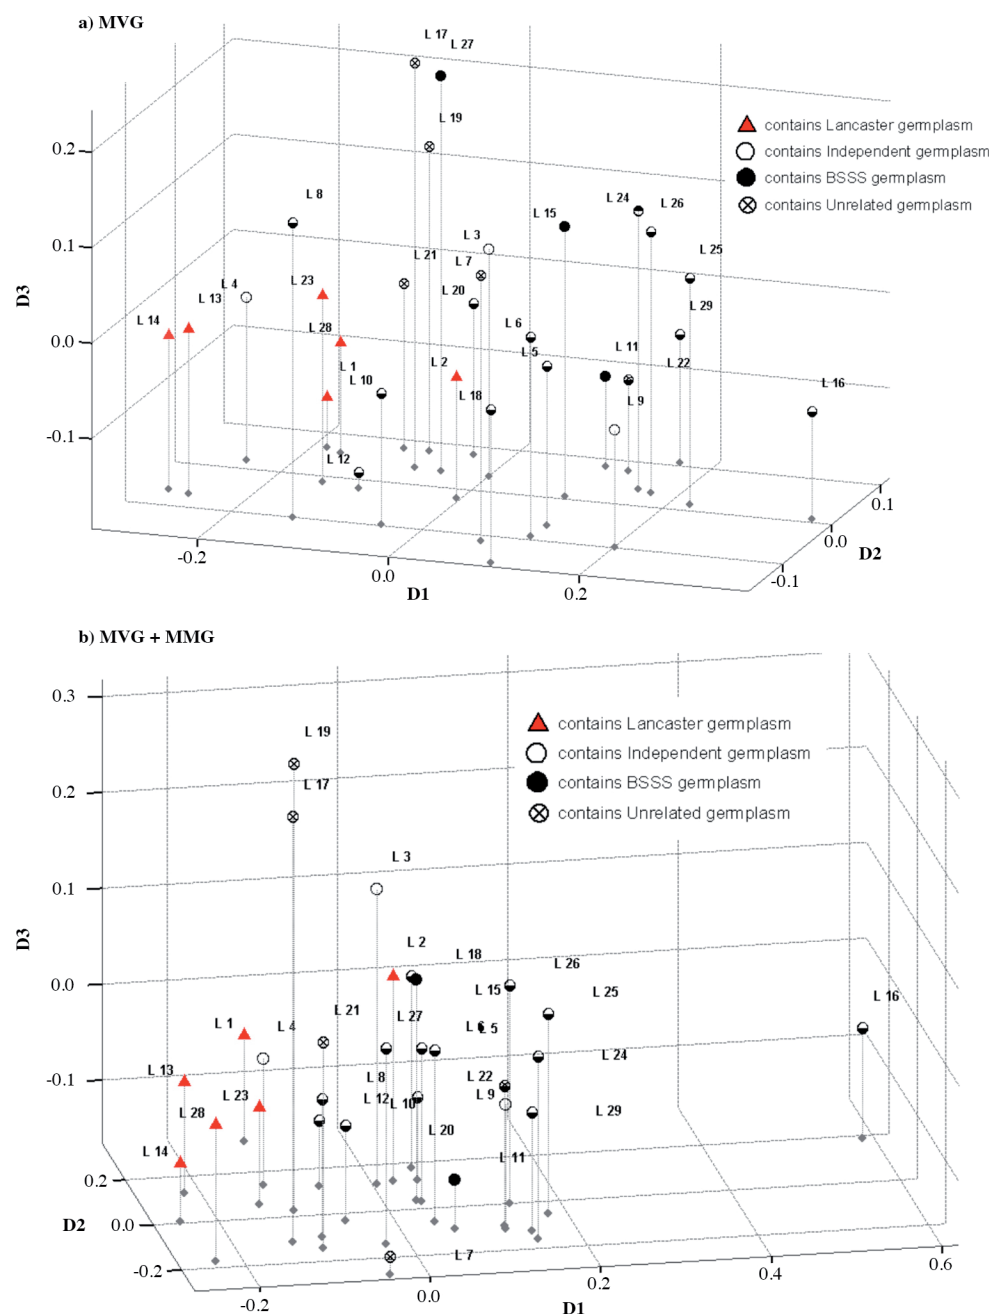 a) MVG
L 17
L 27
L 19
contains Lancaster germplasm
contains Independent germplasm
contains BSSS germplasm
contains Unrelated germplasm
0.2
0.1
0.0
-0.1
D3
L 8
L 24
L 26
L 15
L 3
L 25
L 21
L 7
L 4
L 23
L 13
L 20
L 29
L 14
L 28
L 6
L 11
L 5
L 2
L 22
L 1
L 10
L 16
L 18
L 9
L 12
0.1
0.0
-0.1
D2
-0.2
0.0
0.2
D1
b) MVG + MMG
0.3
0.2
0.1
0.0
-0.1
D3
contains Lancaster germplasm
contains Independent germplasm
contains BSSS germplasm
contains Unrelated germplasm
L 19
L 17
L 3
L 2
L 18
L 26
L 15
L 25
L 16
L 21
L 27
L 1
L 4
L 5
L 24
L 13
L 8
L 22
L 23
L 12
L 10
L 9
L 28
L 29
L 20
L 14
L 11
L 7
0.2
D2
0.0
-0.2
-0.2
0.0
0.2
0.4
0.6
D1